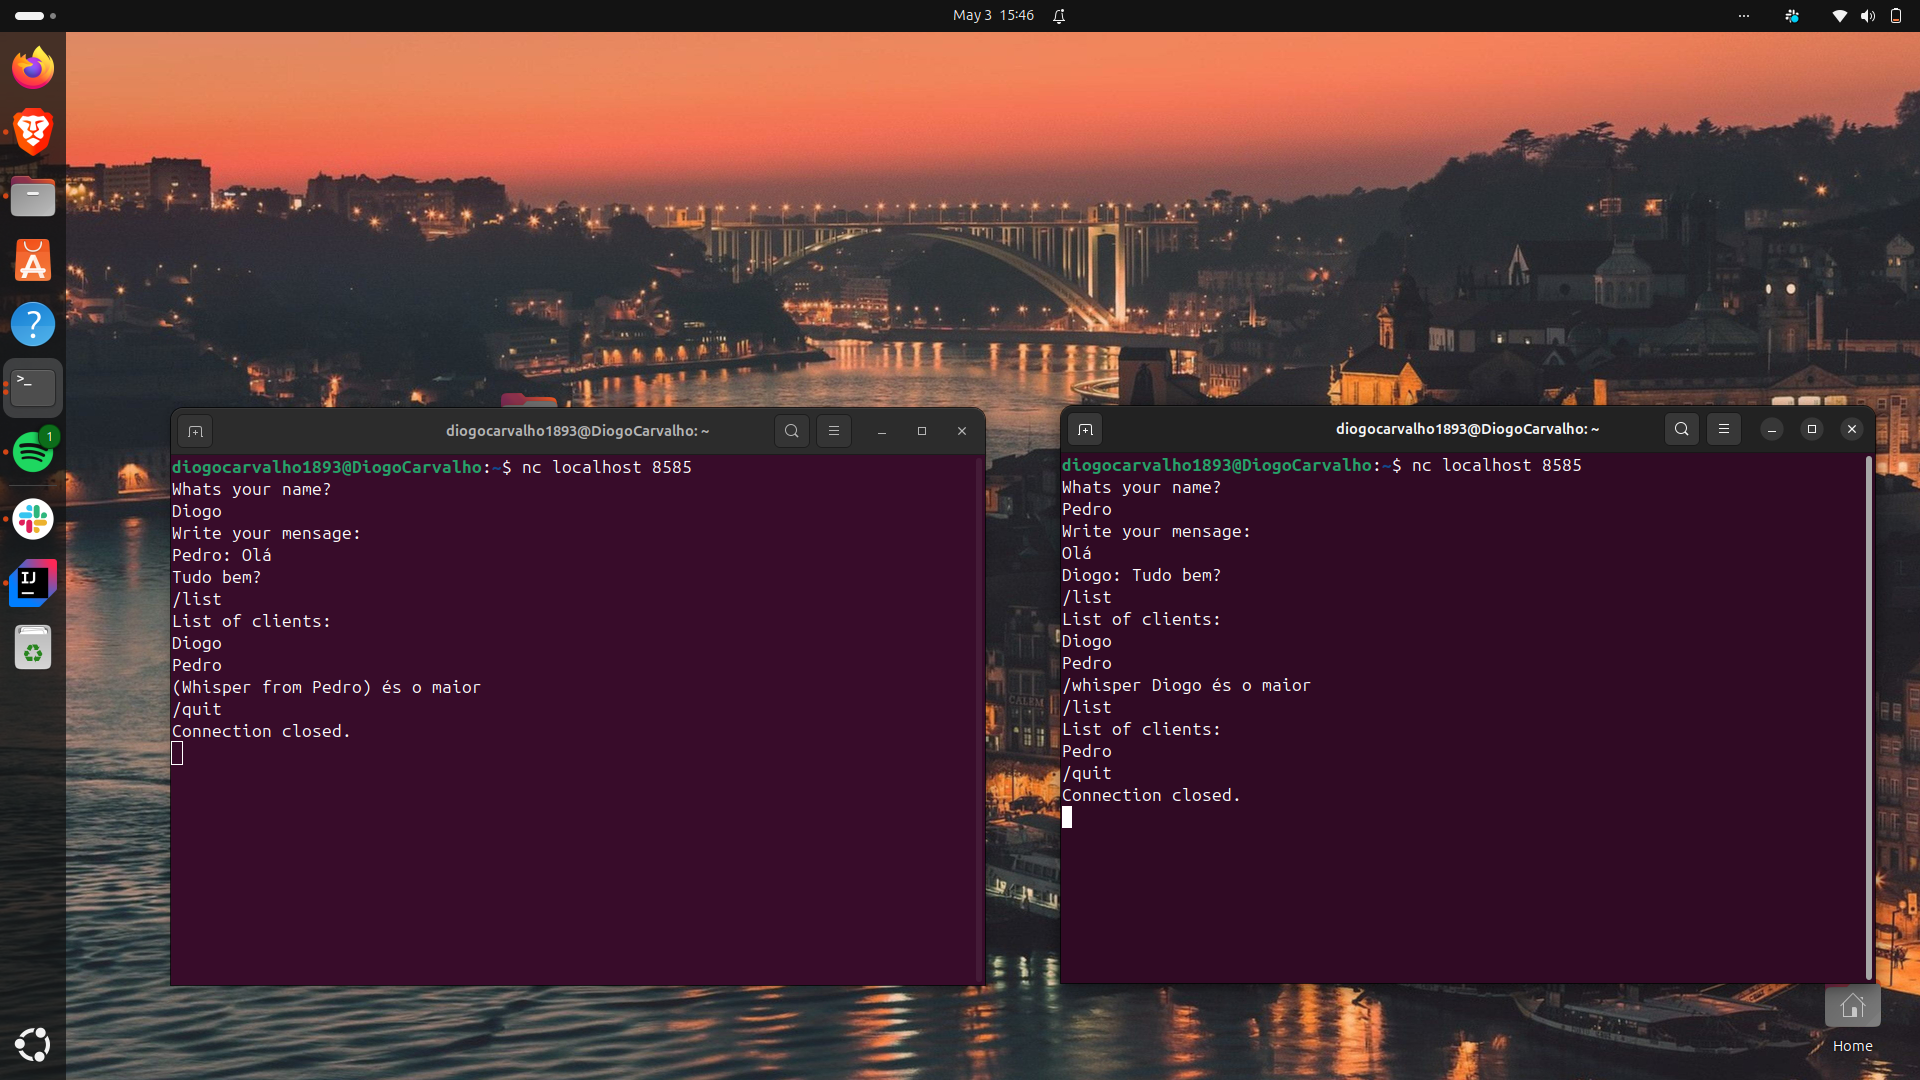 May 3 15:46
diogocarvalho1893@DiogoCarvalho: ~
diogocarvalho1893@DiogoCarvalho:~$ nc localhost 8585
Whats your name?
Diogo
Write your mensage:
Pedro: Olá
Tudo bem?
/list
List of clients:
Diogo
Pedro
(Whisper from Pedro) és o maior
/quit
Connection closed.
diogocarvalho1893@DiogoCarvalho: ~
diogocarvalho1893@DiogoCarvalho:~$ nc localhost 8585
Whats your name?
Pedro
Write your mensage:
Olá
Diogo: Tudo bem?
/list
List of clients:
Diogo
Pedro
/whisper Diogo és o maior
/list
List of clients:
Pedro
/quit
Connection closed.
1
IJ
CALEM
Home